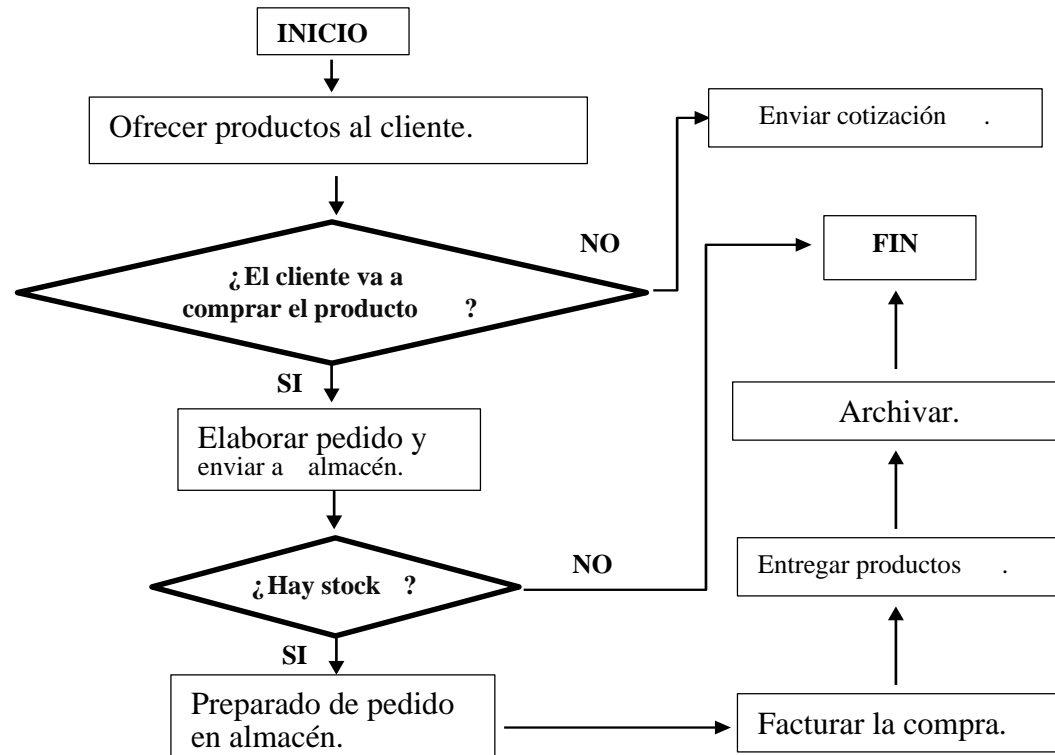 INICIO
Ofrecer productos al cliente.
Enviar cotización .
NO
FIN
¿El cliente va a
comprar el producto ?
SI
Archivar.
Elaborar pedido y
enviar a almacén.
NO
Entregar productos .
¿Hay stock ?
SI
Preparado de pedido
en almacén.
Facturar la compra.